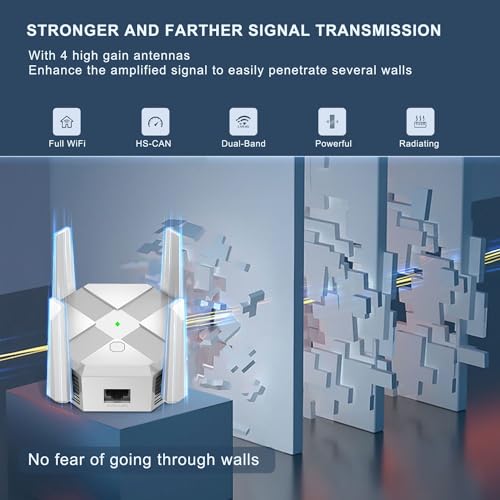 STRONGER AND FARTHER SIGNAL TRANSMISSION
With 4 high gain antennas
Enhance the amplified signal to easily penetrate several walls
Full WiFi
HS-CAN
Dual-Band
Powerful
Radiating
No fear of going through walls